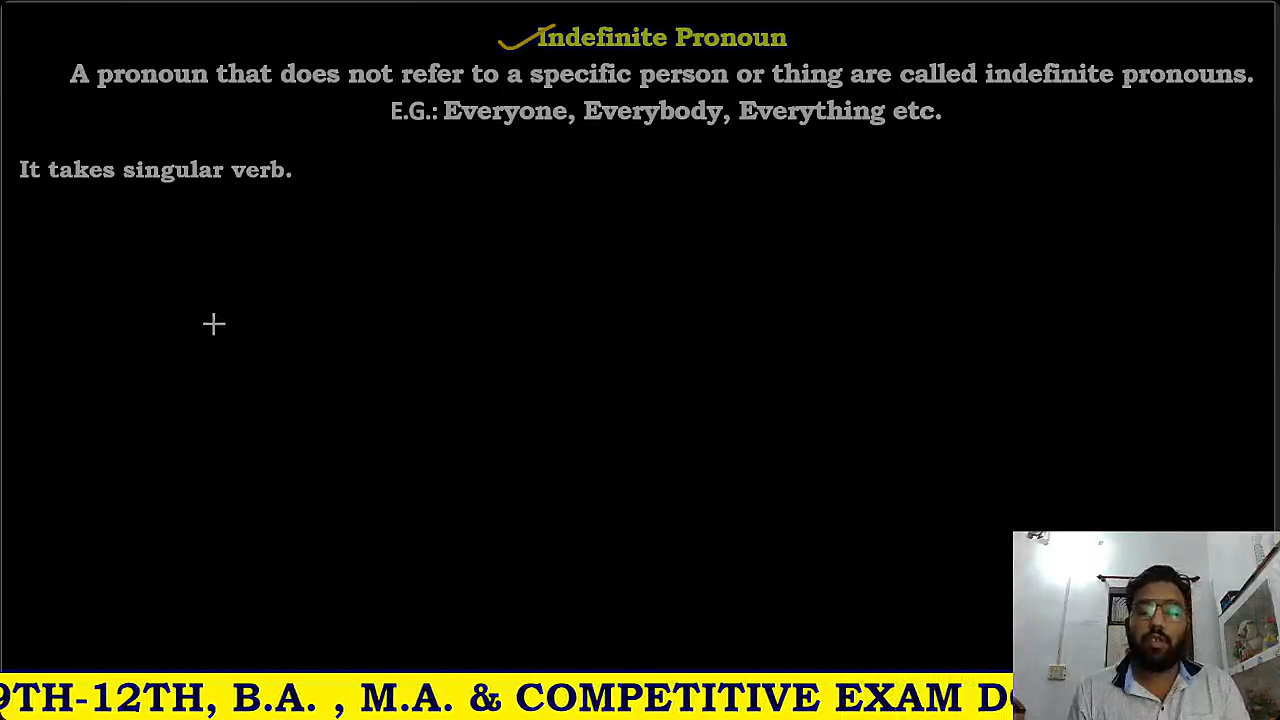 Indefinite Pronoun
A pronoun that does not refer to a specific person or thing are called indefinite pronouns.
E.G.: Everyone, Everybody, Everything etc.
It takes singular verb.
9TH-12TH, B.A. , M.A. & COMPETITIVE EXAM